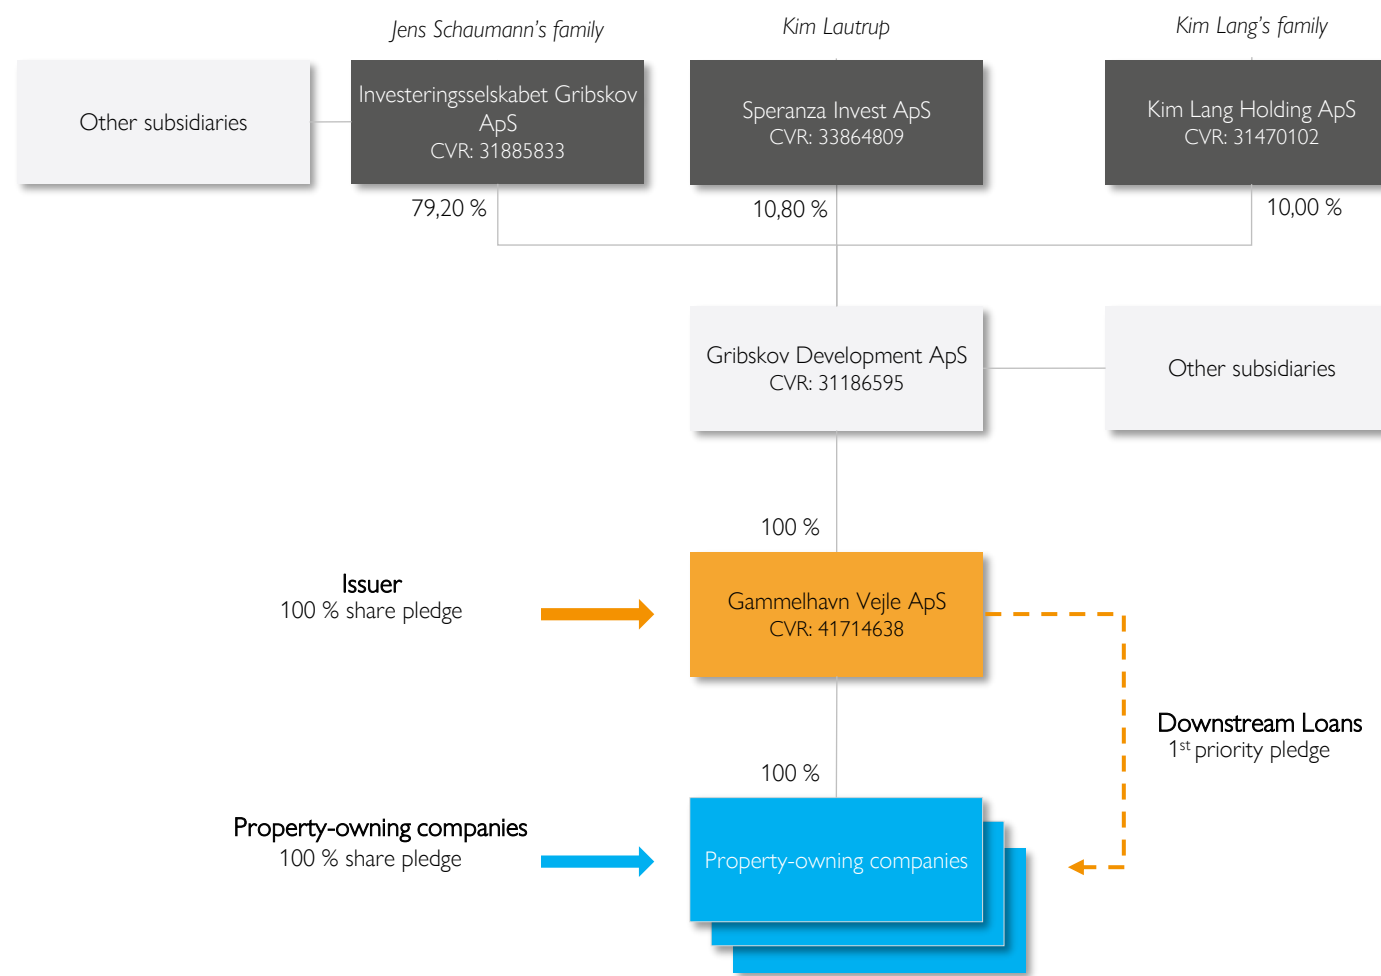 Jens Schaumann's family
Kim Lautrup
Kim Lang's family
Other subsidiaries
Investeringsselskabet Gribskov
ApS
CVR: 31885833
Speranza Invest ApS
CVR: 33864809
Kim Lang Holding ApS
CVR: 31470102
79,20 %
10,80 %
10,00 %
Gribskov Development ApS
CVR: 31186595
Other subsidiaries
100 %
Issuer
100 % share pledge
Gammelhavn Vejle ApS
CVR: 41714638
Downstream Loans
1st priority pledge
100 %
Property-owning companies
100 % share pledge
Property-owning companies